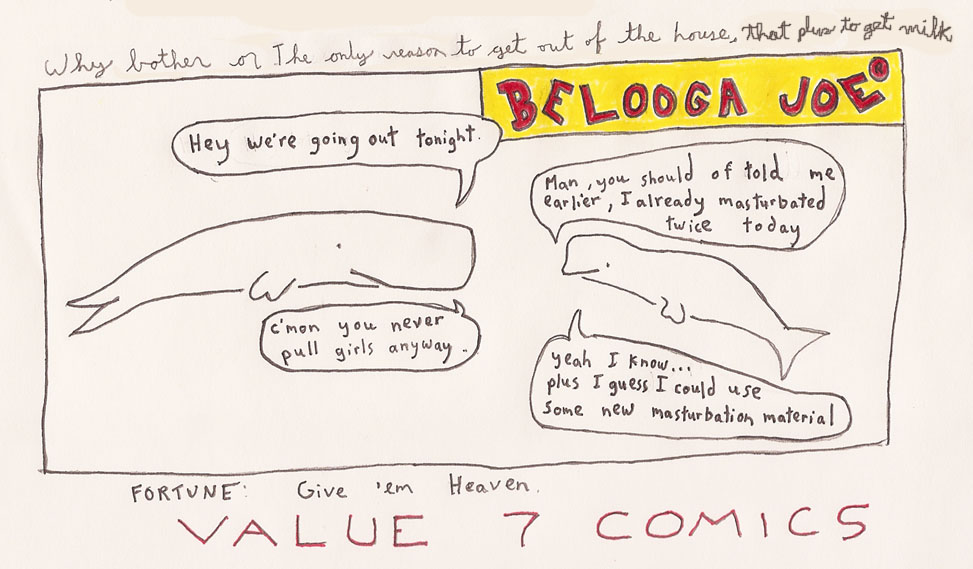 Why bother or The only reason to get out of the house, that plus to get milk
BELOOGA JOE®
Hey we're going out tonight.
Man, you should of told me
earlier, I already masturbated
twice today
c'mon you never
pull girls anyway.
yeah I know...
plus I guess I could use
some new masturbation material
FORTUNE: Give 'em Heaven.
VALUE 7 COMICS